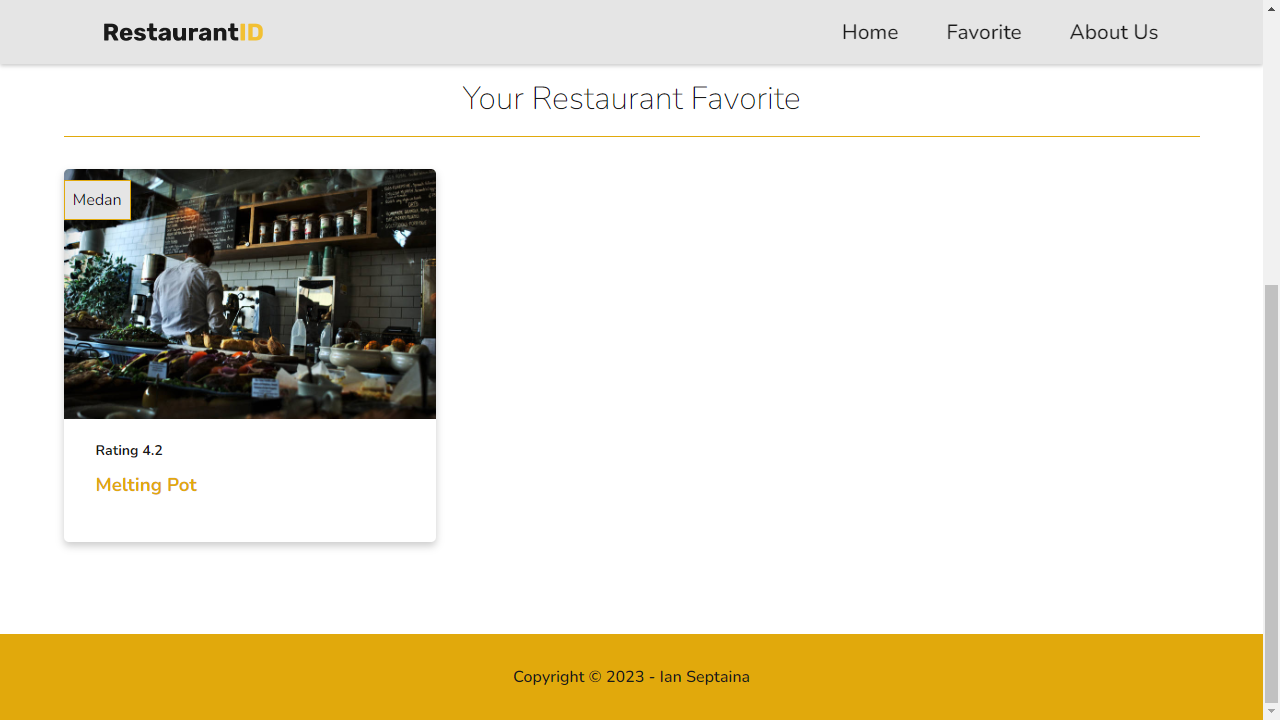 RestaurantID
Home Favorite About Us
Your Restaurant Favorite
Medan
Rating 4.2
Melting Pot
Copyright © 2023 - Ian Septaina